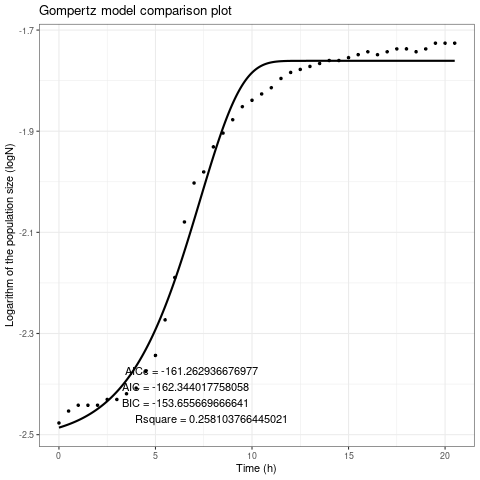 Gompertz model comparison plot
Logarithm of the population size (logN)
-1.7
-1.9
-2.1
-2.3
-2.5
AICc = -161.262936676977
AIC = -162.344017758058
BIC = -153.655669666641
Rsquare = 0.258103766445021
0 5 10 15 20
Time (h)